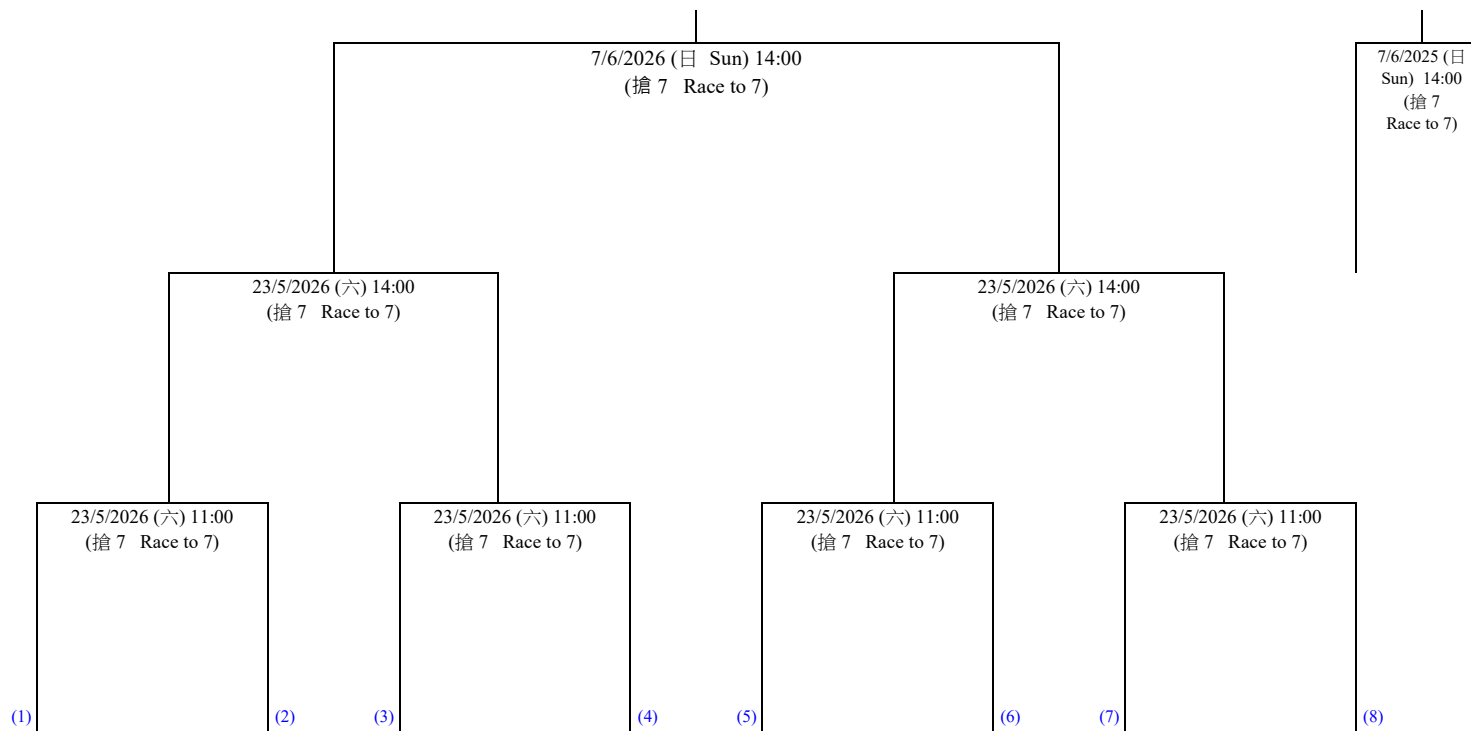 7/6/2026 (日 Sun) 14:00
(搶 7 Race to 7)
7/6/2025 (日
Sun) 14:00
(搶 7
Race to 7)
23/5/2026 (六) 14:00
(搶 7 Race to 7)
23/5/2026 (六) 14:00
(搶 7 Race to 7)
23/5/2026 (六) 11:00
(搶 7 Race to 7)
23/5/2026 (六) 11:00
(搶 7 Race to 7)
23/5/2026 (六) 11:00
(搶 7 Race to 7)
23/5/2026 (六) 11:00
(搶 7 Race to 7)
(1)
(2)
(3)
(4)
(5)
(6)
(7)
(8)